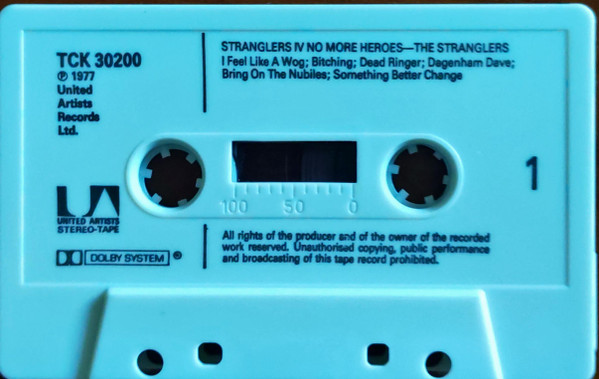 TCK 30200
℗ 1977
United
Artists
Records
Ltd.
STRANGLERS IV NO MORE HEROES—THE STRANGLERS
I Feel Like A Wog; Bitching; Dead Ringer; Dagenham Dave;
Bring On The Nubiles; Something Better Change
1
100 50 0
UA
UNITED ARTISTS
STEREO-TAPE
DOLBY SYSTEM ®
All rights of the producer and of the owner of the recorded
work reserved. Unauthorised copying, public performance
and broadcasting of this tape record prohibited.